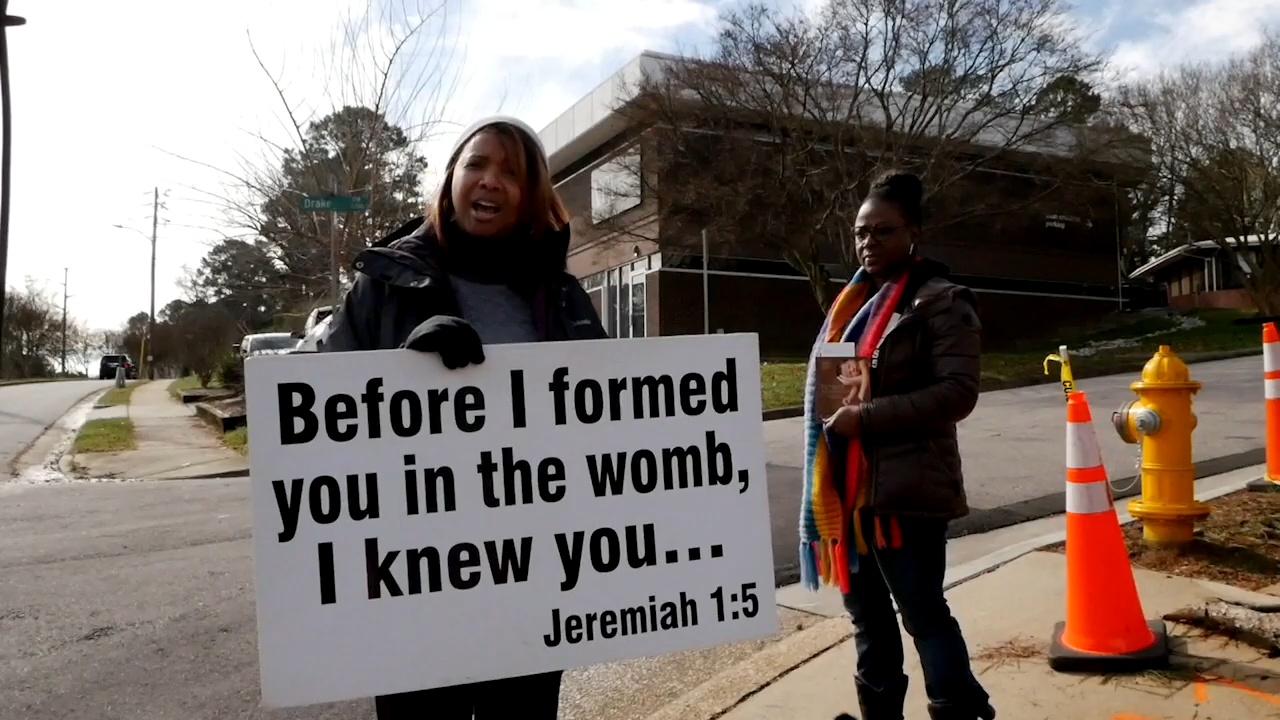 Drake
Before I formed
you in the womb,
I knew you...
Jeremiah 1:5